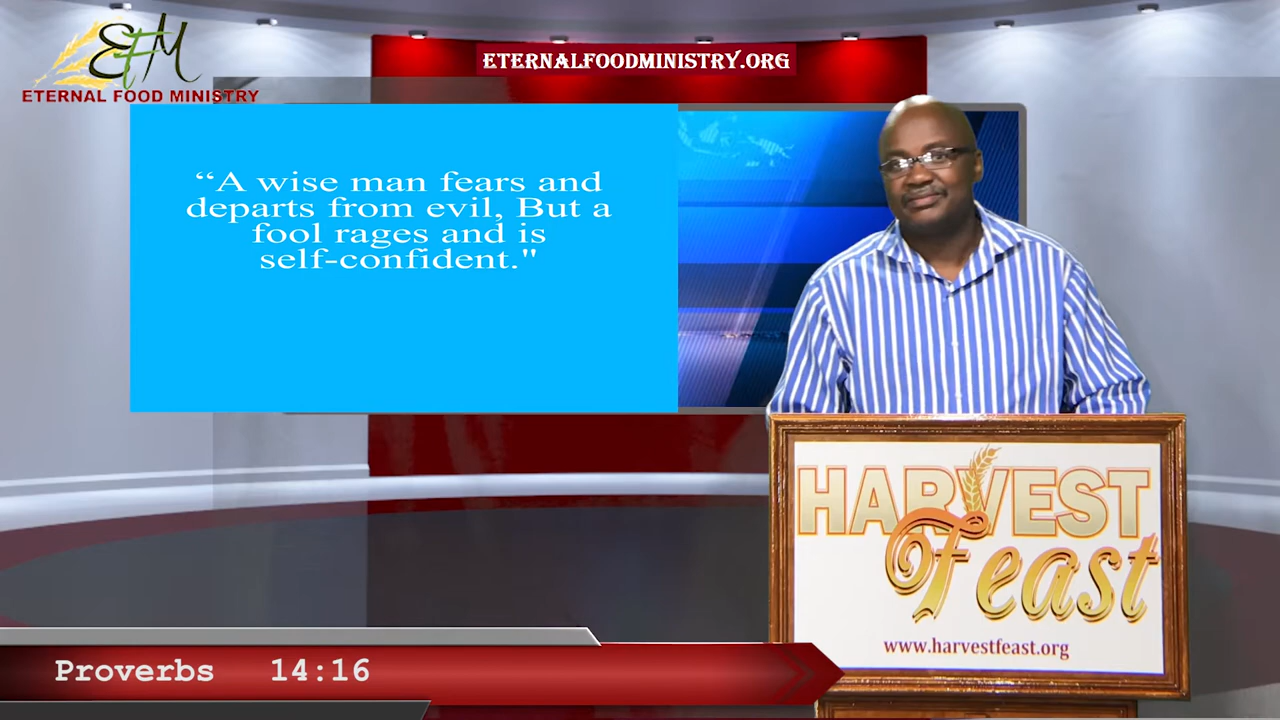 EFM
ETERNAL FOOD MINISTRY
ETERNALFOODMINISTRY.ORG
“A wise man fears and
departs from evil, But a
fool rages and is
self-confident."
HARVEST
Feast
www.harvestfeast.org
Proverbs 14:16